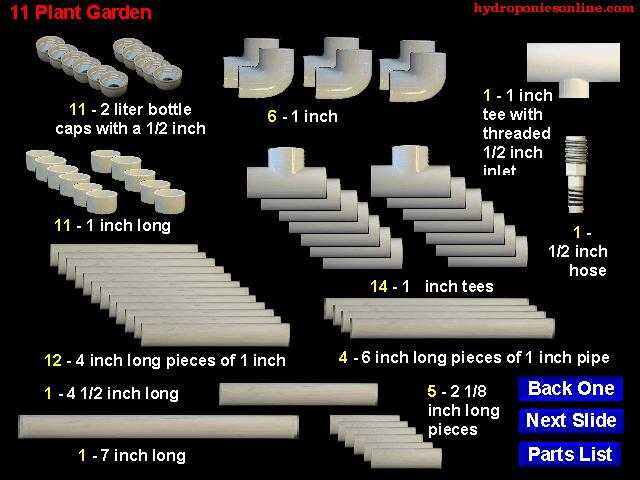 11 Plant Garden
hydroponicsonline.com
11 - 2 liter bottle
caps with a 1/2 inch
6 - 1 inch
1 - 1 inch
tee with
threaded
1/2 inch
inlet
11 - 1 inch long
1 -
1/2 inch
hose
14 - 1 inch tees
12 - 4 inch long pieces of 1 inch
4 - 6 inch long pieces of 1 inch pipe
1 - 4 1/2 inch long
5 - 2 1/8
inch long
pieces
1 - 7 inch long
Back One
Next Slide
Parts List